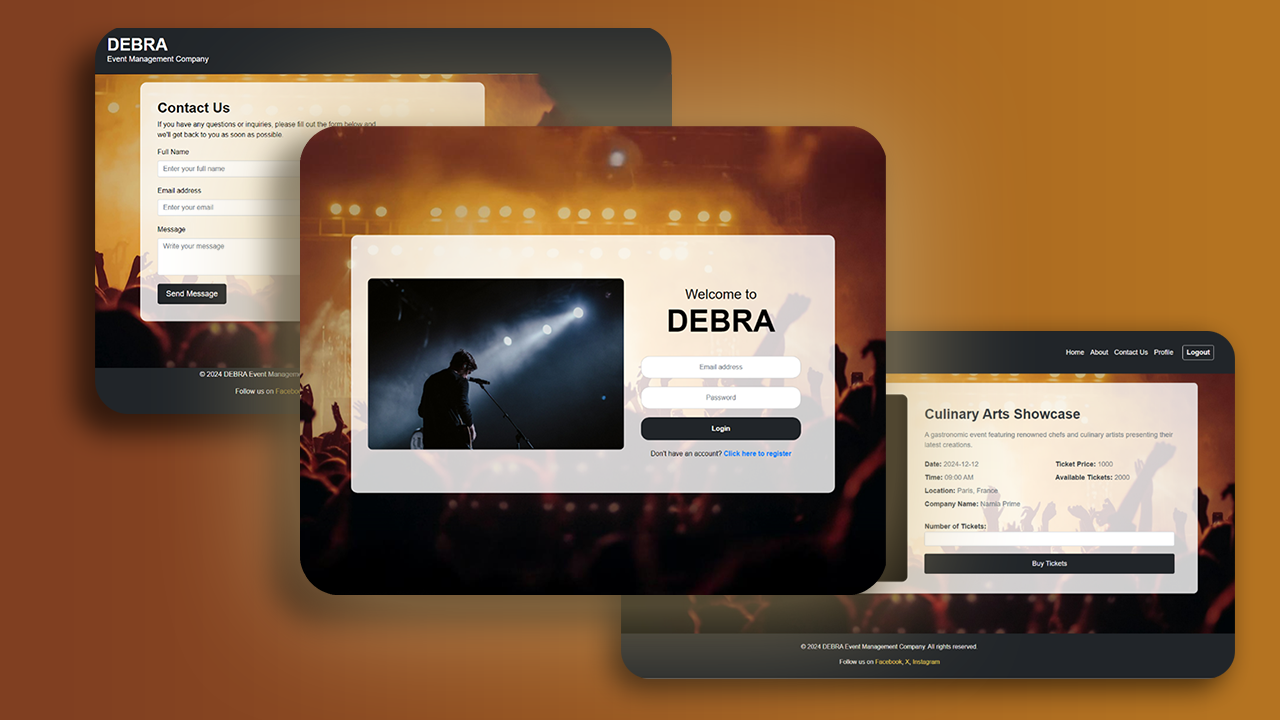 DEBRA
Event Management Company
Contact Us
If you have any questions or inquiries, please fill out the form below and
we'll get back to you as soon as possible.
Full Name
Enter your full name
Email address
Enter your email
Message
Write your message
Send Message
© 2024 DEBRA Event
Follow us on
Welcome to
DEBRA
Email address
Password
Login
Don't have an account? Click here to register
Home About Contact Us Profile Logout
Culinary Arts Showcase
A gastronomic event featuring renowned chefs and culinary artists presenting their
latest creations.
Date: 2024-12-12
Ticket Price: 1000
Time: 09:00 AM
Available Tickets: 2000
Location: Paris, France
Company Name: Narnia Prime
Number of Tickets:
Buy Tickets
© 2024 DEBRA Event Management Company. All rights reserved.
Follow us on Facebook, X, Instagram